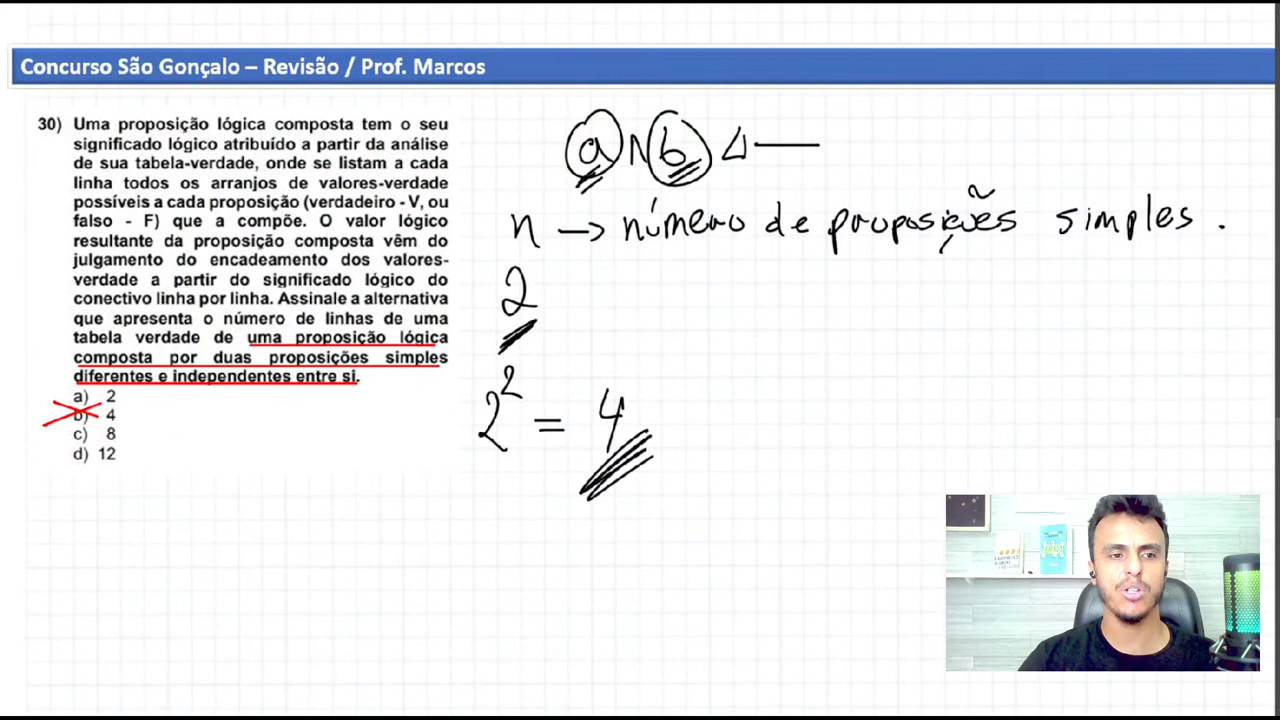 Concurso São Gonçalo – Revisão / Prof. Marcos
30) Uma proposição lógica composta tem o seu
significado lógico atribuído a partir da análise
de sua tabela-verdade, onde se listam a cada
linha todos os arranjos de valores-verdade
possíveis a cada proposição (verdadeiro - V, ou
falso - F) que a compõe. O valor lógico
resultante da proposição composta vêm do
julgamento do encadeamento dos valores-
verdade a partir do significado lógico do
conectivo linha por linha. Assinale a alternativa
que apresenta o número de linhas de uma
tabela verdade de uma proposição lógica
composta por duas proposições simples
diferentes e independentes entre si.
a) 2
b) 4
c) 8
d) 12
a ∧ b
n → número de proposições simples.
2
2² = 4